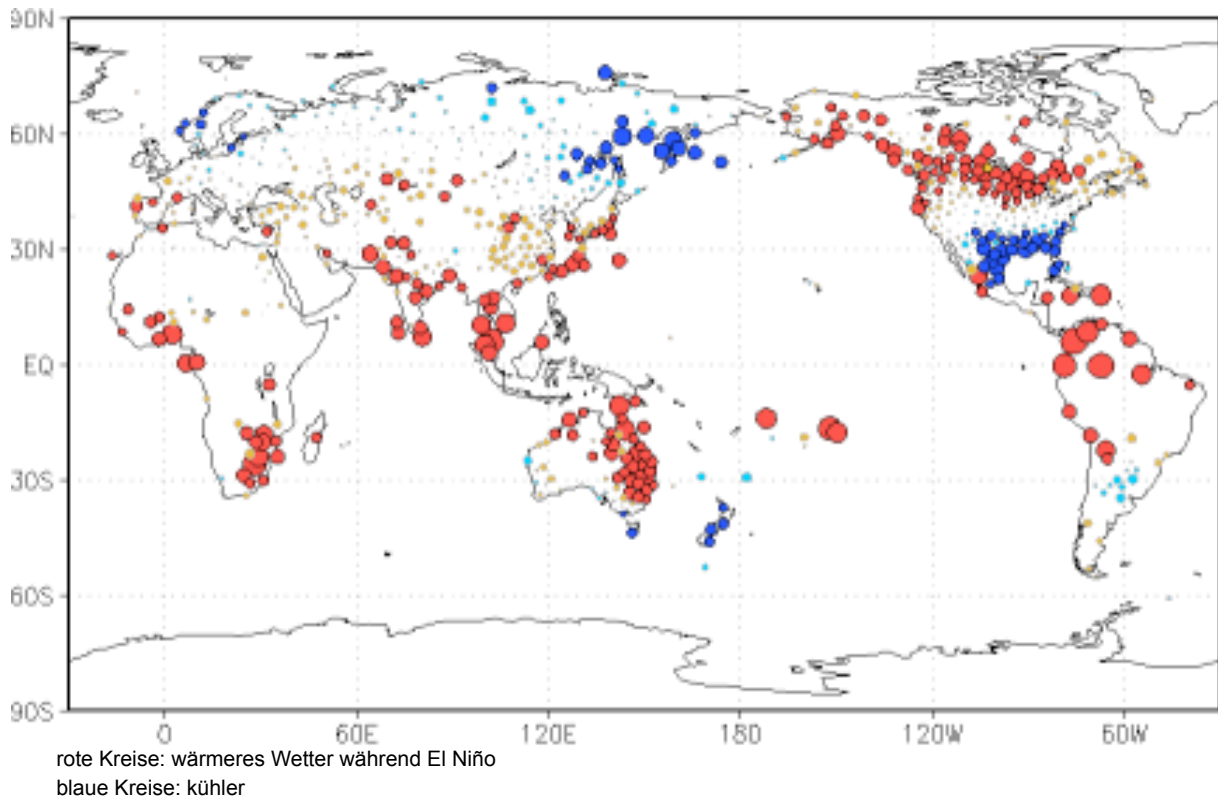 90N
60N
30N
EQ
30S
60S
90S
0 60E 120E 180 120W 60W
rote Kreise: wärmeres Wetter während El Niño
blaue Kreise: kühler